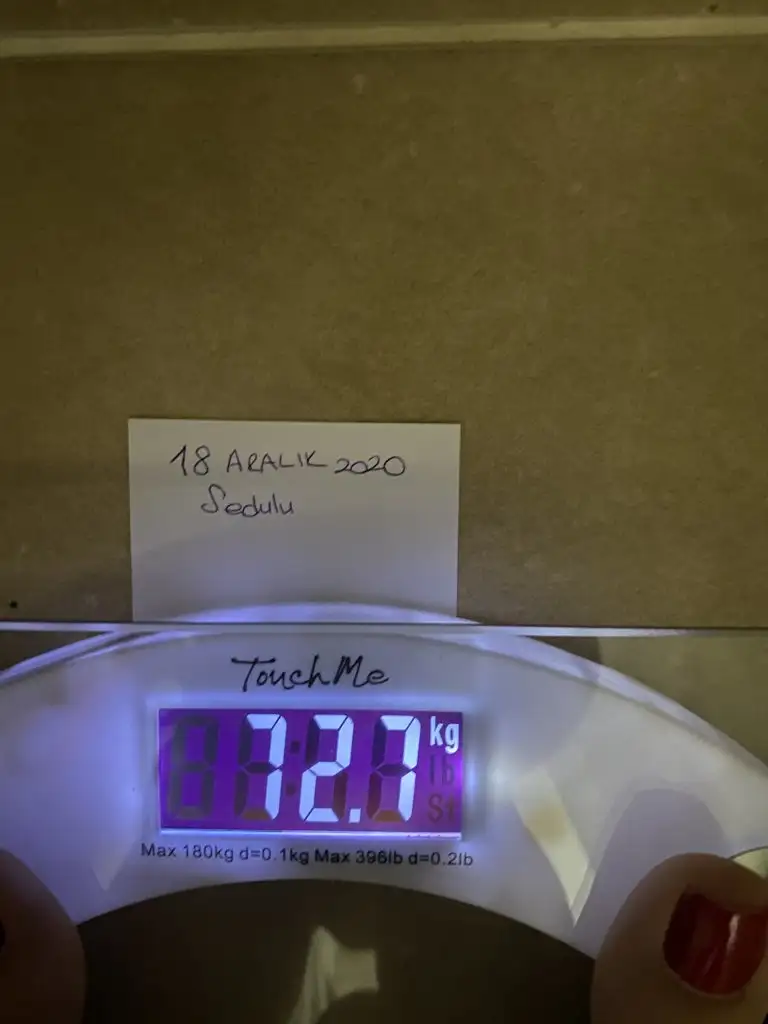 18 ARALIK 2020
Sedulu
TouchMe
72.7 kg
lb
St
Max 180kg d=0.1kg Max 396lb d=0.2lb